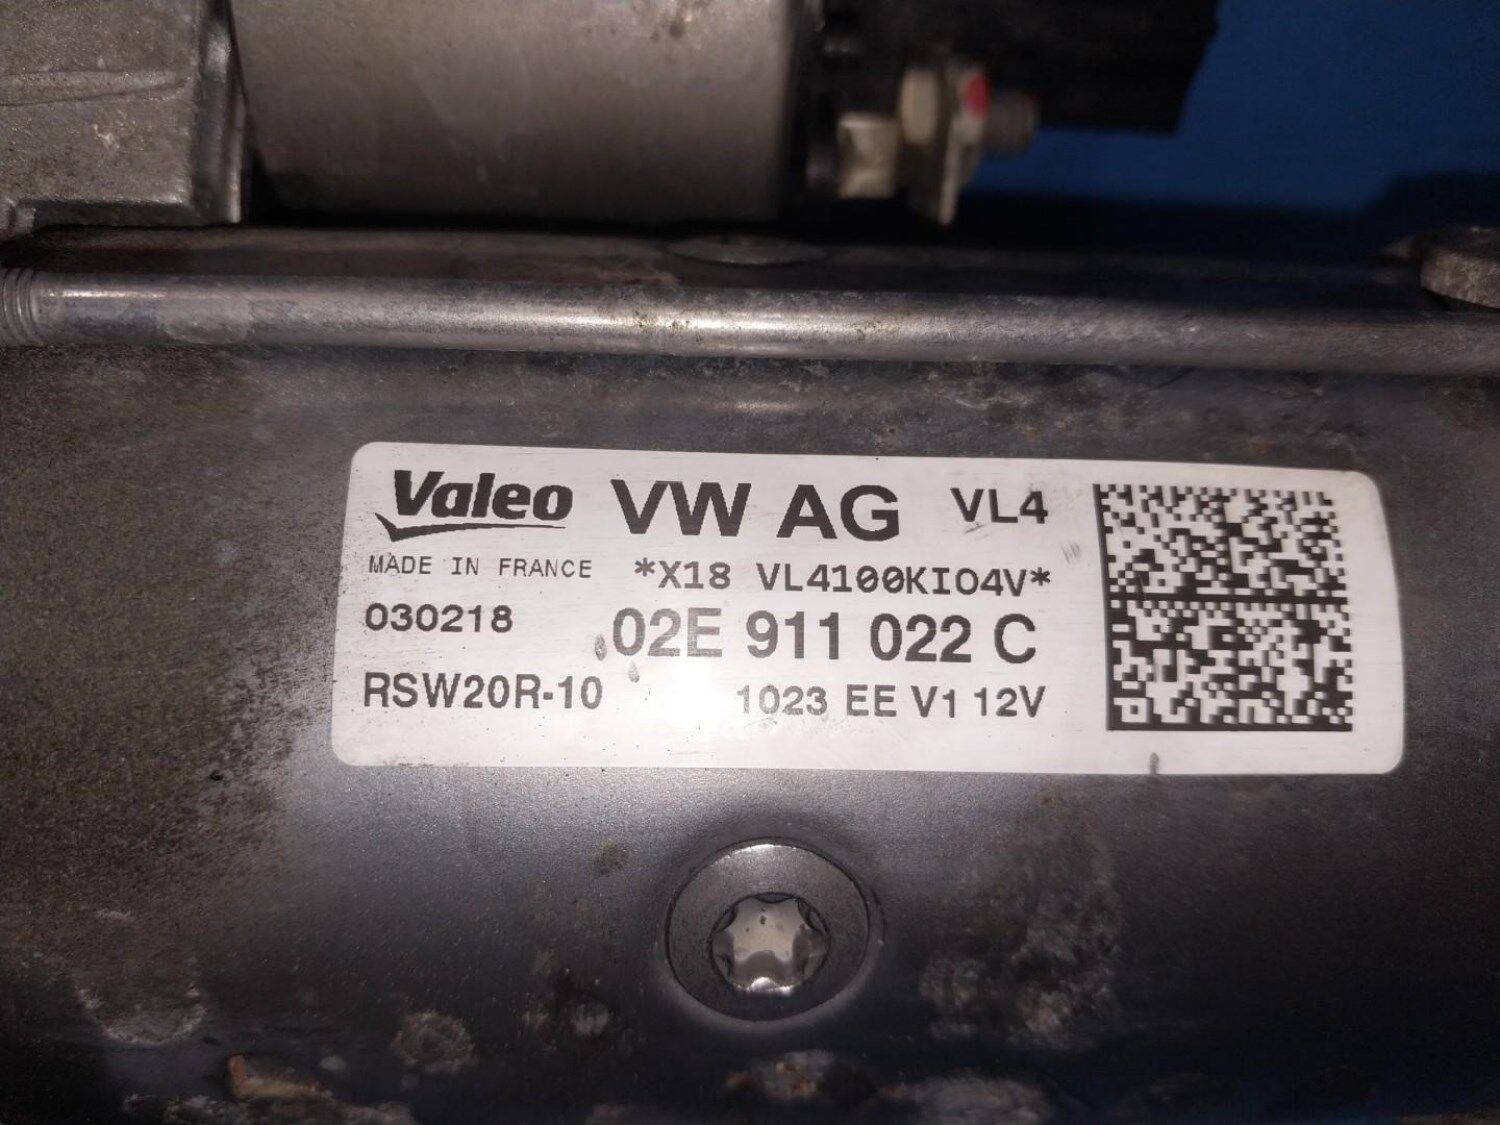 Valeo VW AG VL4
MADE IN FRANCE *X18 VL4100KI04V*
030218 02E 911 022 C
RSW20R-10 1023 EE V1 12V